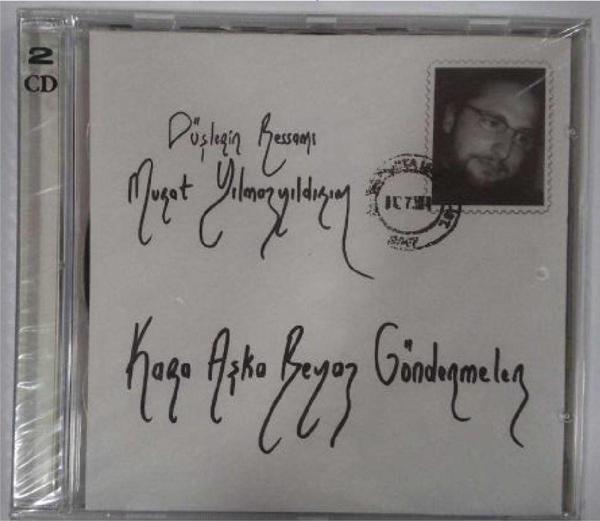 2
CD
Düşlerin Ressamı
Murat Yılmazyıldırım
Kara Aşka Beyaz Göndermeler